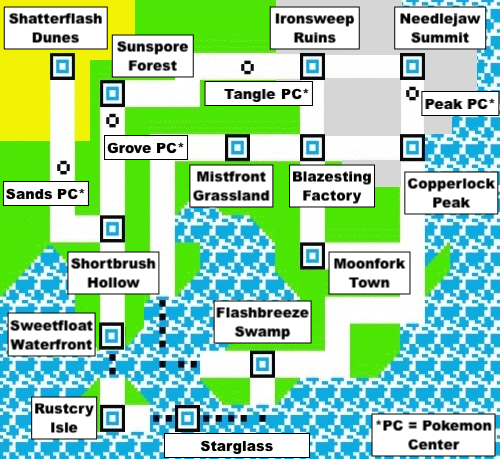 Shatterflash
Dunes
Ironsweep
Ruins
Needlejaw
Summit
Sunspore
Forest
Tangle PC*
Peak PC*
Grove PC*
Mistfront
Grassland
Blazesting
Factory
Copperlock
Peak
Sands PC*
Shortbrush
Hollow
Moonfork
Town
Flashbreeze
Swamp
Sweetfloat
Waterfront
Rustcry
Isle
Starglass
*PC = Pokemon
Center